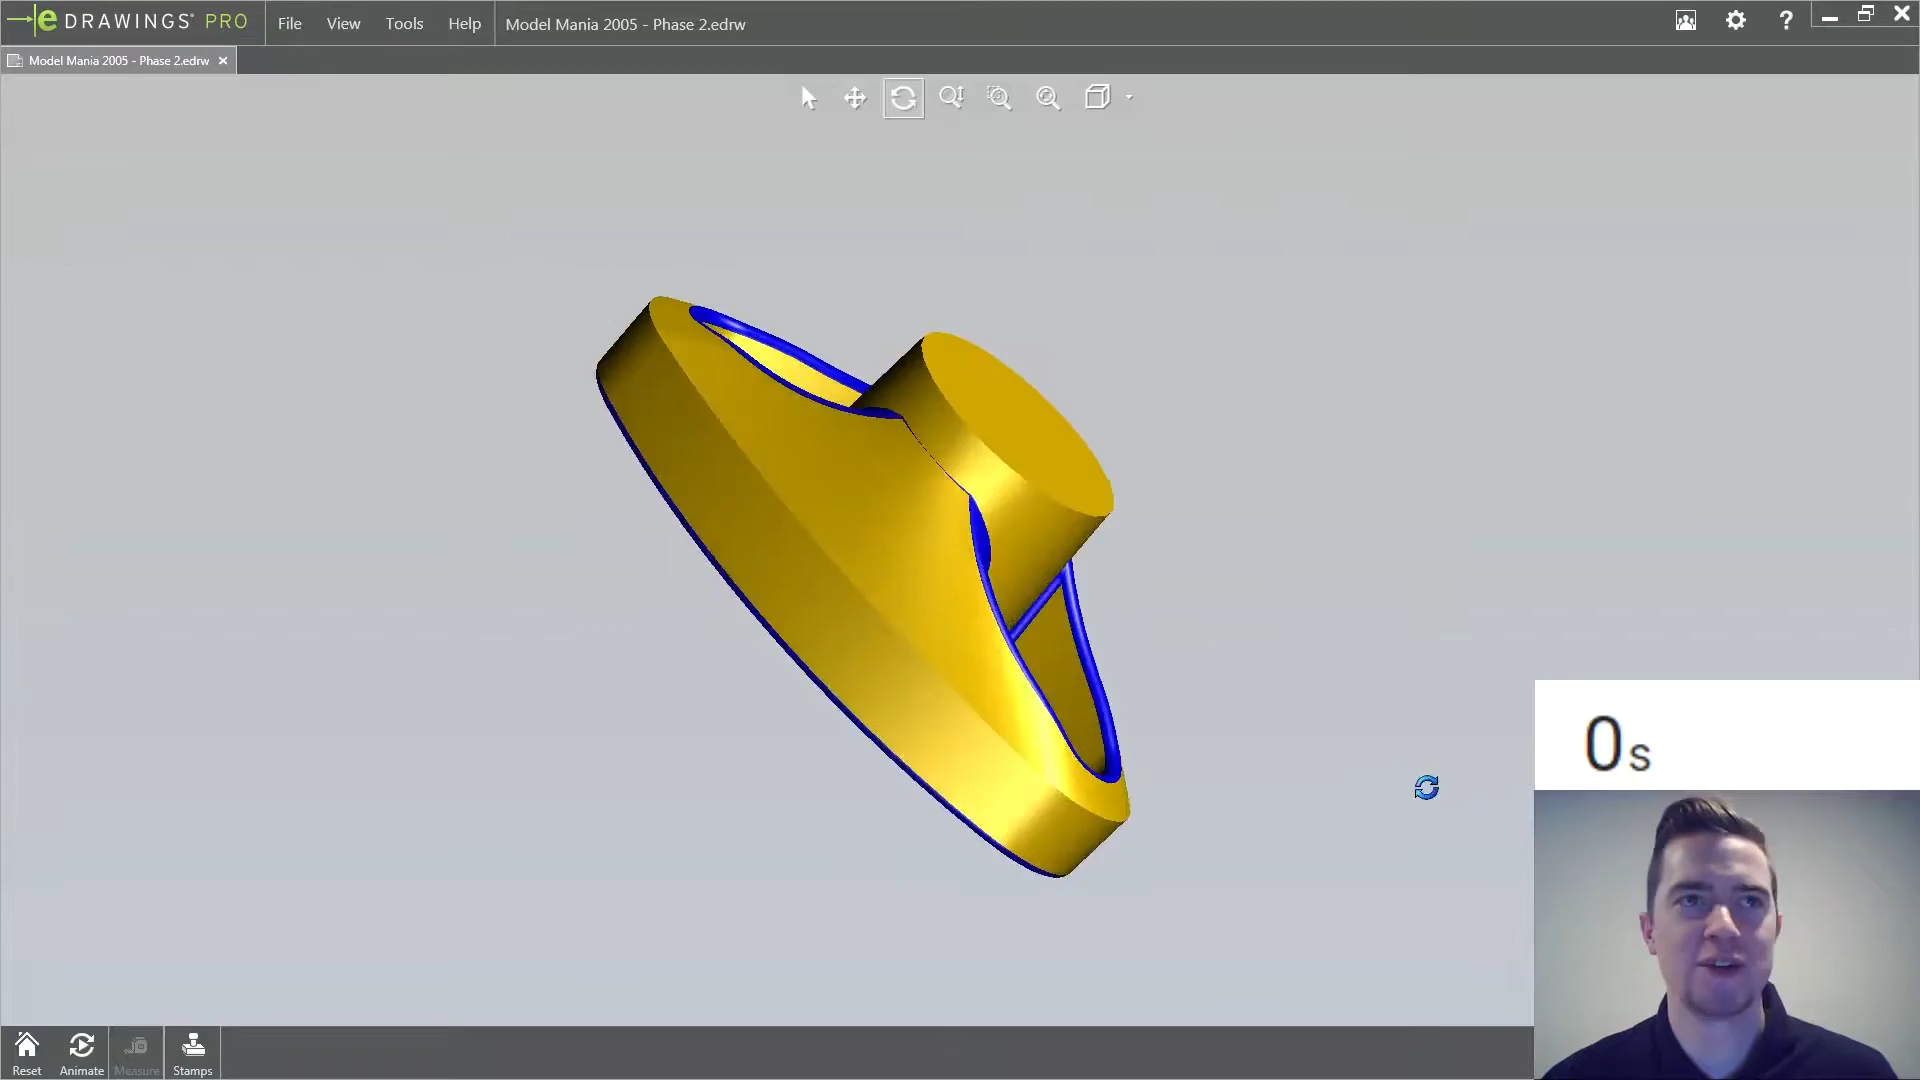 eDRAWINGS® PRO
File
View
Tools
Help
Model Mania 2005 - Phase 2.edrw
?
Model Mania 2005 - Phase 2.edrw
0s
Reset
Animate
Measure
Stamps